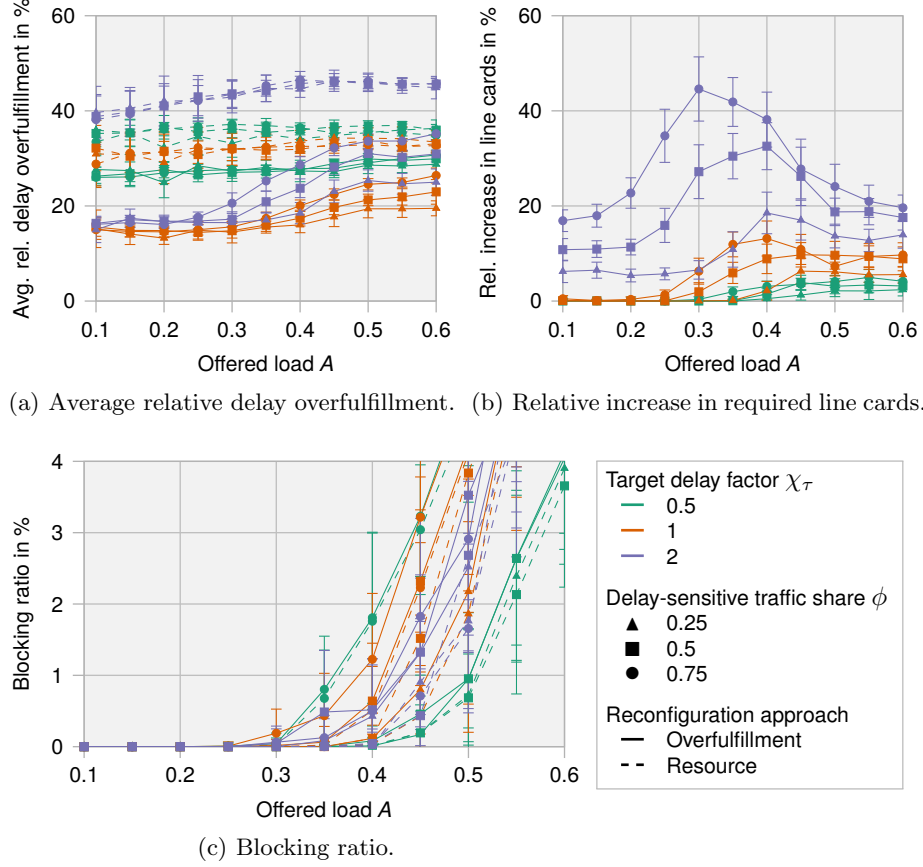 Avg. rel. delay overfulfillment in %
60
40
20
0
0.1 0.2 0.3 0.4 0.5 0.6
Offered load A
(a) Average relative delay overfulfillment.
Rel. increase in line cards in %
60
40
20
0
0.1 0.2 0.3 0.4 0.5 0.6
Offered load A
(b) Relative increase in required line cards.
Blocking ratio in %
4
3
2
1
0
0.1 0.2 0.3 0.4 0.5 0.6
Offered load A
(c) Blocking ratio.
Target delay factor χτ
0.5
1
2
Delay-sensitive traffic share ϕ
0.25
0.5
0.75
Reconfiguration approach
Overfulfillment
Resource